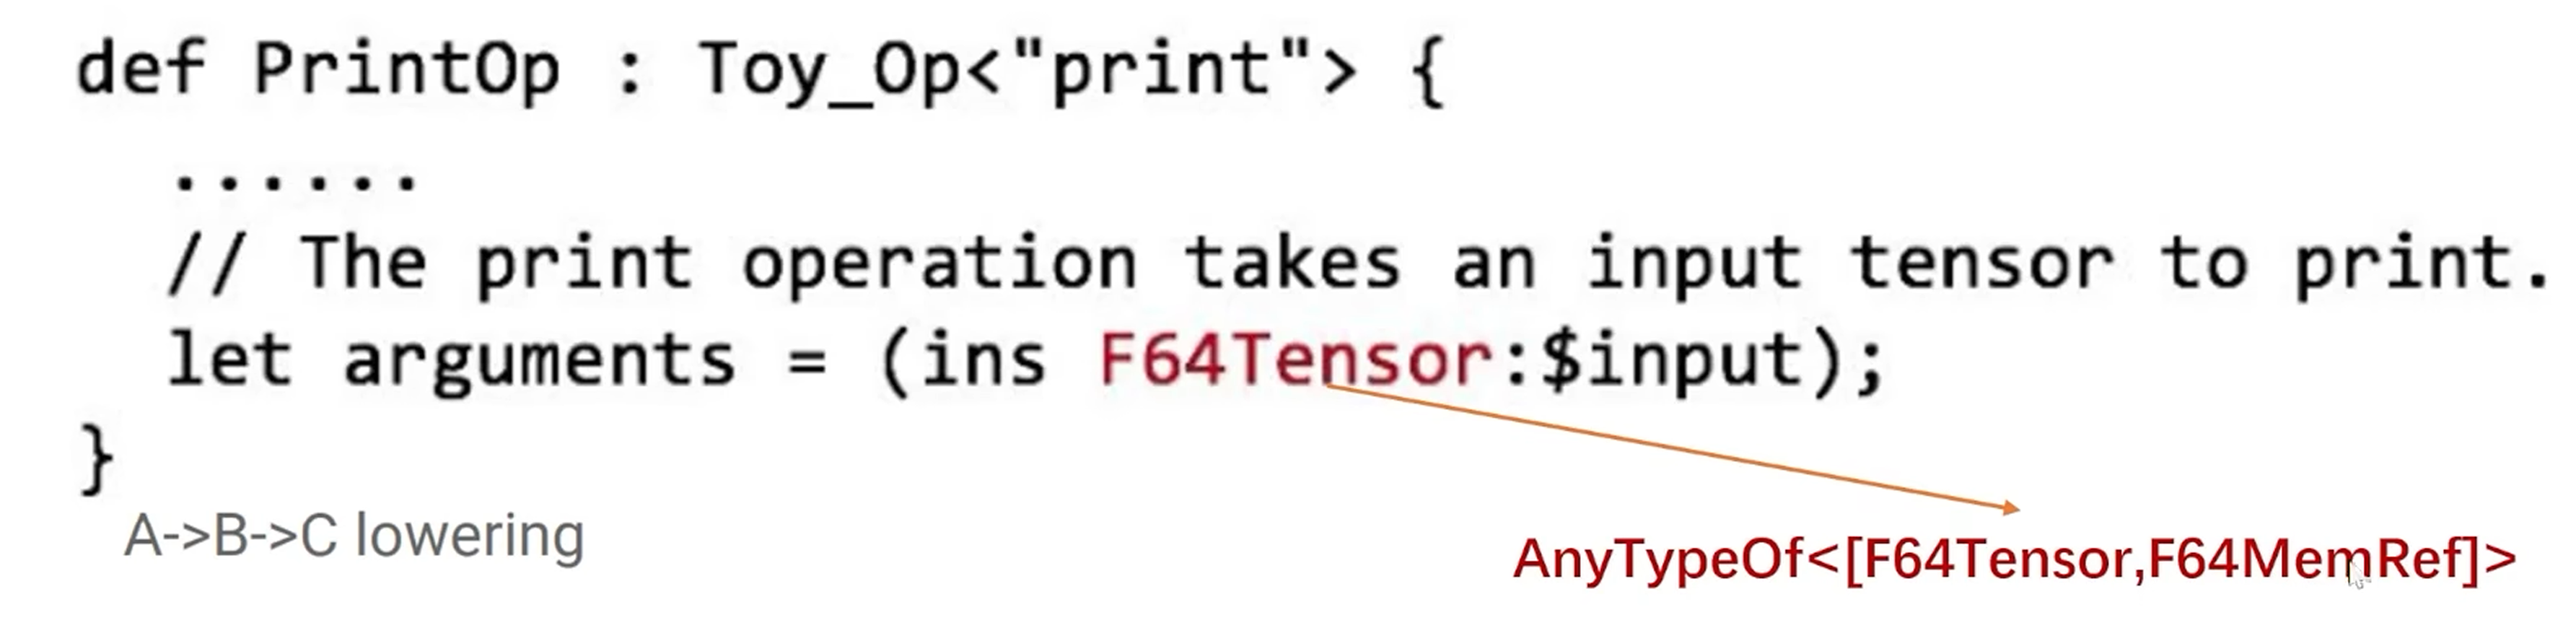 def PrintOp : Toy_Op<"print"> {
......
// The print operation takes an input tensor to print.
let arguments = (ins F64Tensor:$input);
}
A->B->C lowering
AnyTypeOf<[F64Tensor,F64MemRef]>